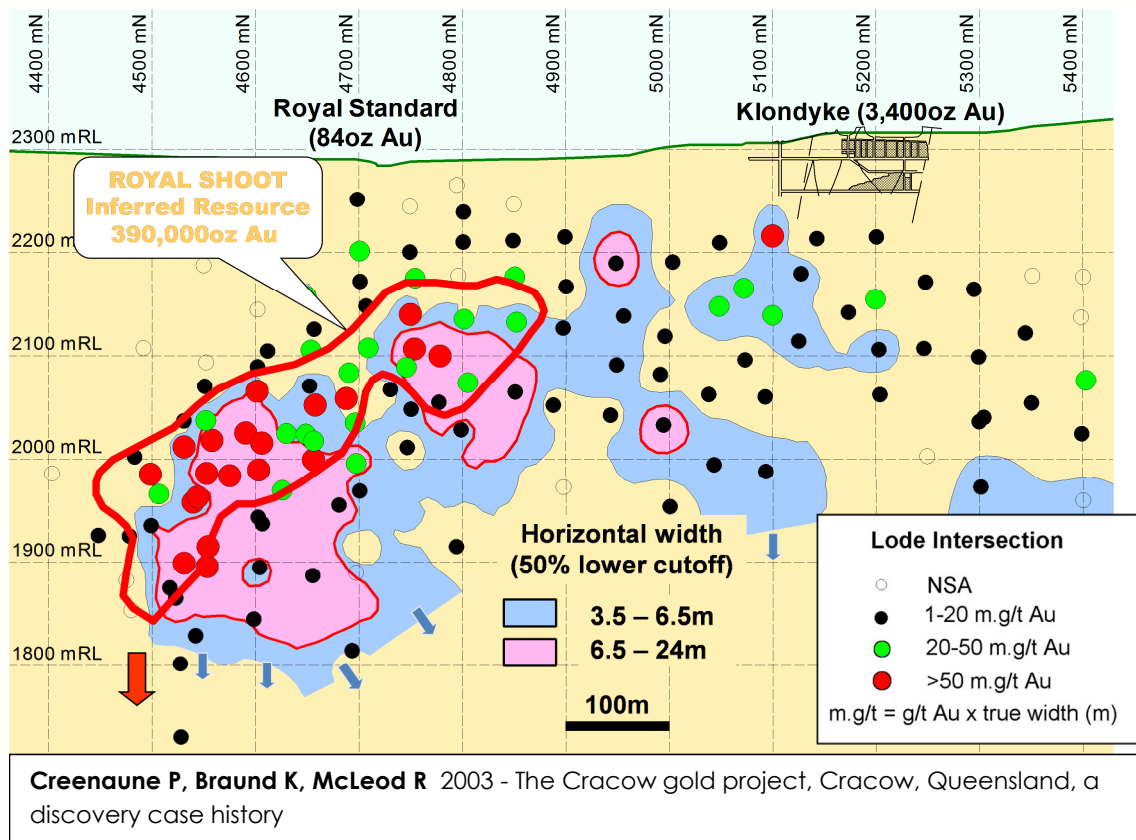 4400 mN
4500 mN
4600 mN
4700 mN
4800 mN
4900 mN
5000 mN
5100 mN
5200 mN
5300 mN
5400 mN
Royal Standard
(84oz Au)
Klondyke (3,400oz Au)
2300 mRL
ROYAL SHOOT
Inferred Resource
390,000oz Au
2200 m
2100 mRL
2000 mRL
1900 mRL
1800 mRL
Horizontal width
(50% lower cutoff)
3.5 – 6.5m
6.5 – 24m
100m
Lode Intersection
NSA
1-20 m.g/t Au
20-50 m.g/t Au
>50 m.g/t Au
m.g/t = g/t Au x true width (m)
Creenaune P, Braund K, McLeod R 2003 - The Cracow gold project, Cracow, Queensland, a
discovery case history